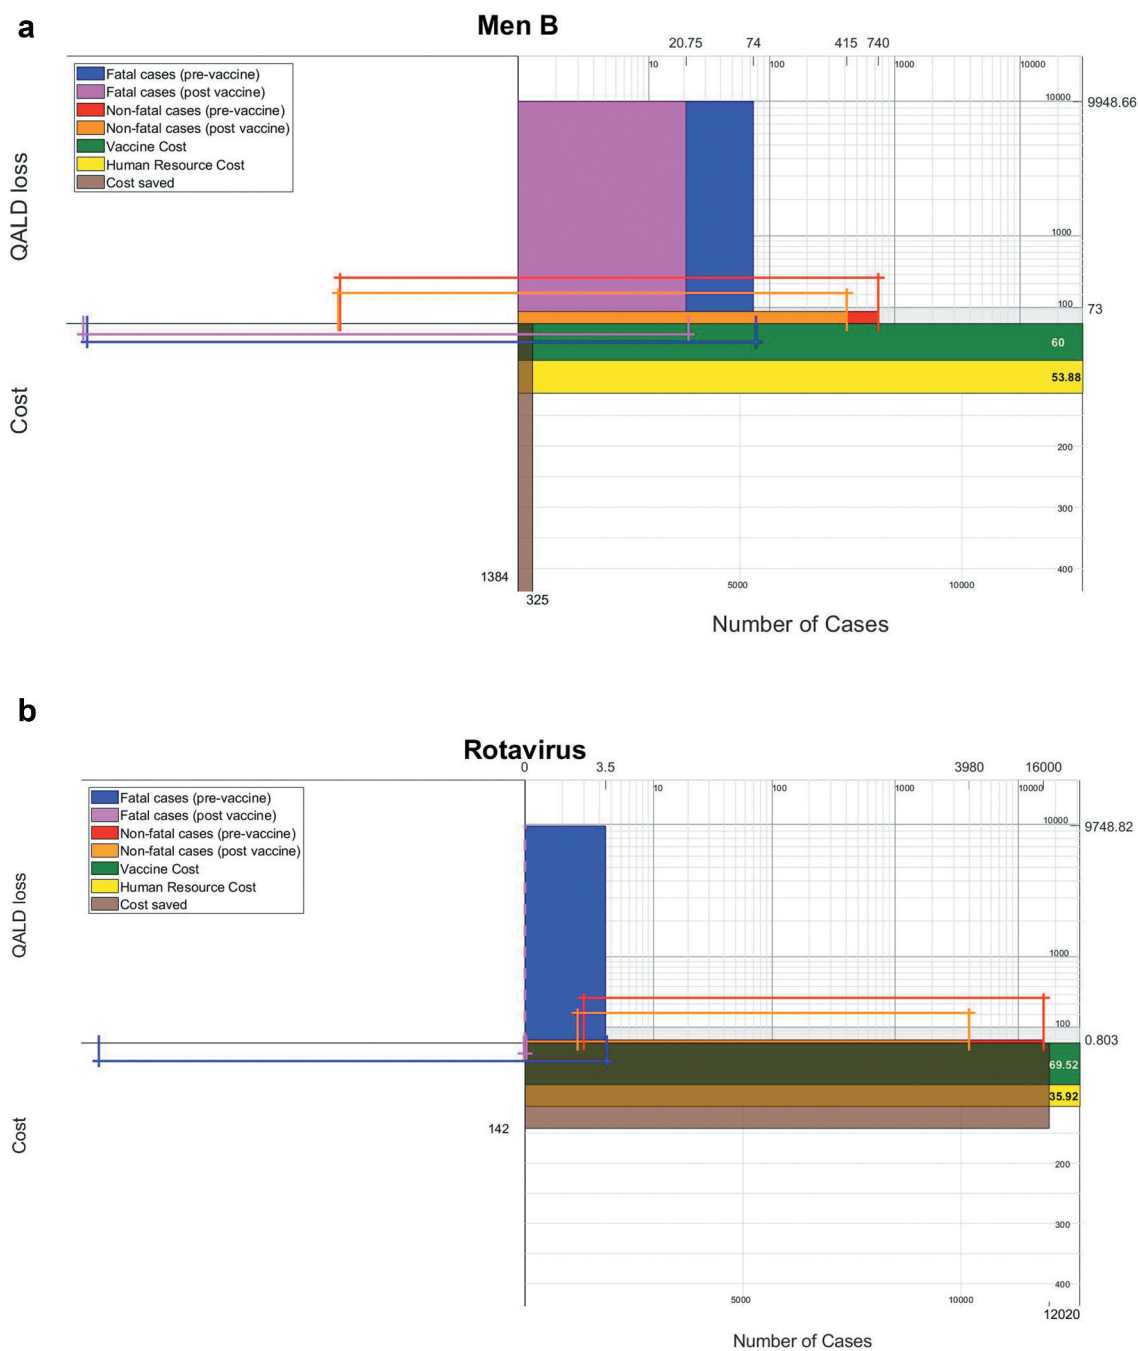 a
Men B
20.75 74 415 740
10 100 1000 10000
Fatal cases (pre-vaccine)
Fatal cases (post vaccine)
Non-fatal cases (pre-vaccine)
Non-fatal cases (post vaccine)
Vaccine Cost
Human Resource Cost
Cost saved
QALD loss
10000 9948.66
1000
100 73
Cost
60
53.88
200
300
400
1384
325
5000 10000
Number of Cases
b
Rotavirus
0 3.5 3980 16000
10 100 1000 10000
Fatal cases (pre-vaccine)
Fatal cases (post vaccine)
Non-fatal cases (pre-vaccine)
Non-fatal cases (post vaccine)
Vaccine Cost
Human Resource Cost
Cost saved
QALD loss
10000 9748.82
1000
100
0.803
Cost
69.52
35.92
142
200
300
400
5000 10000
12020
Number of Cases